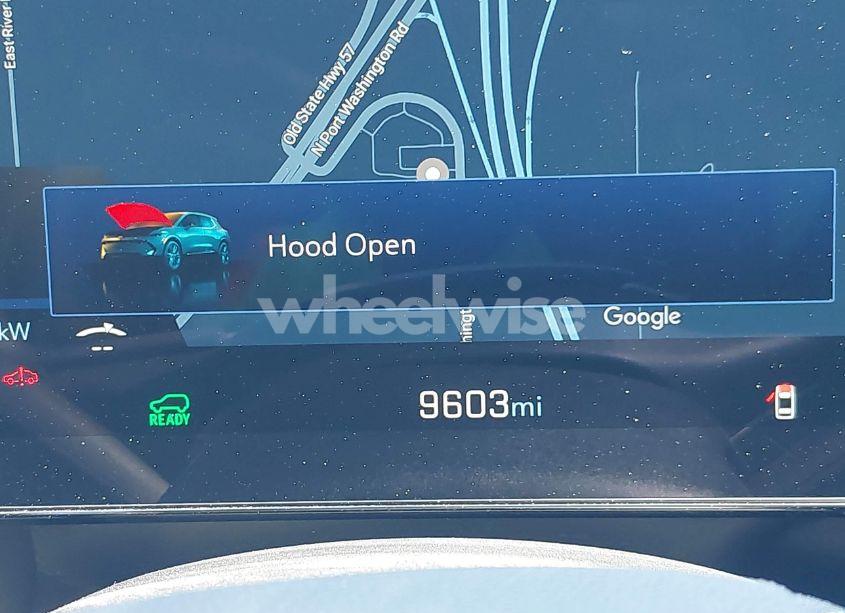 East River
Old State Hwy 57
N Port Washington Rd
Hood Open
wheelwise
Google
kW
--
READY
9603mi